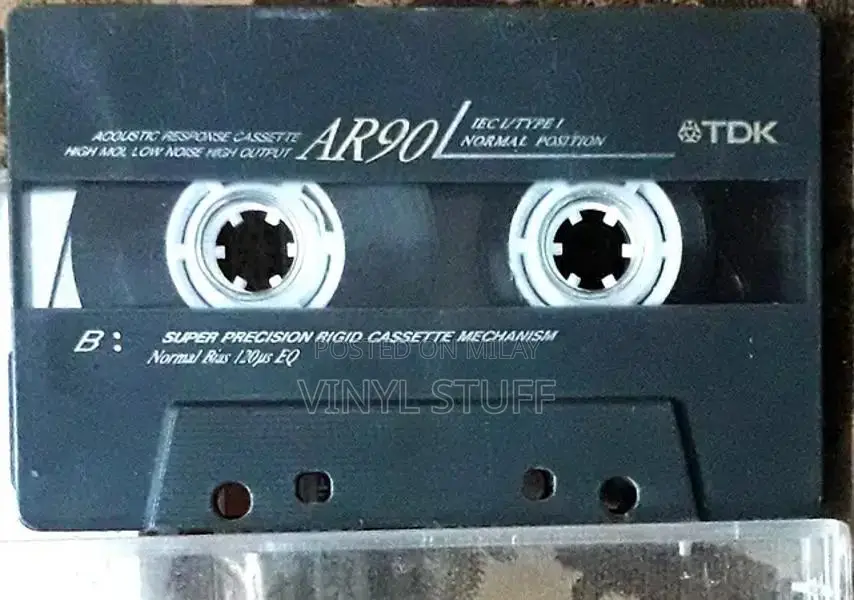 ACOUSTIC RESPONSE CASSETTE
HIGH MOL LOW NOISE HIGH OUTPUT
AR90
IEC I/TYPE I
NORMAL POSITION
TDK
B:
SUPER PRECISION RIGID CASSETTE MECHANISM
Normal Bias 120µs EQ
POSTED ON MILAY
VINYL STUFF